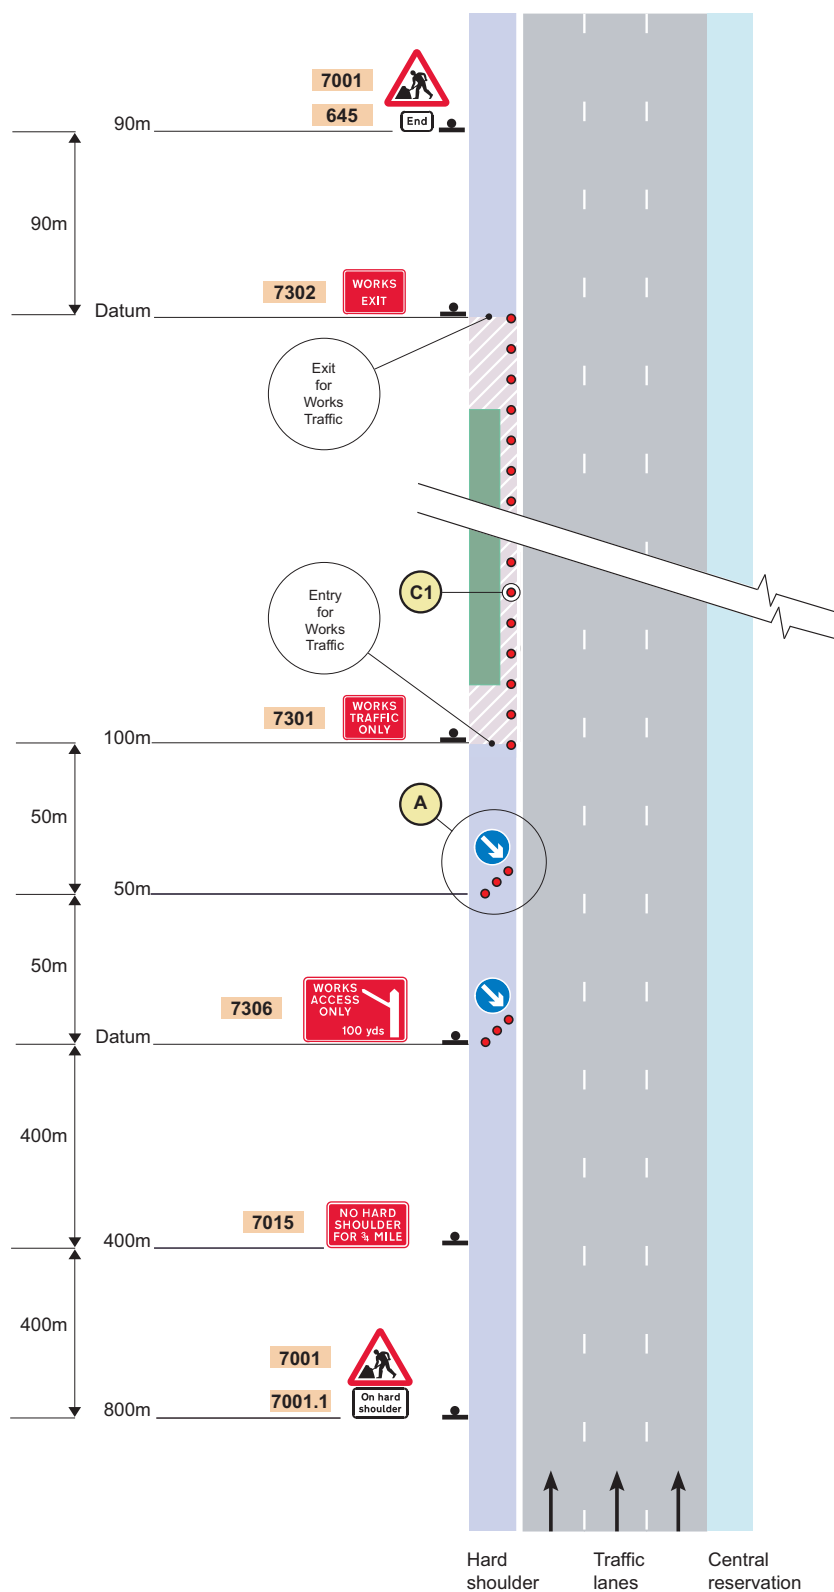 7001
645
End
90m
90m
7302
WORKS
EXIT
Datum
Exit
for
Works
Traffic
C1
Entry
for
Works
Traffic
7301
WORKS
TRAFFIC
ONLY
100m
50m
A
50m
50m
7306
WORKS
ACCESS
ONLY
100 yds
Datum
400m
7015
NO HARD
SHOULDER
FOR ¾ MILE
400m
400m
7001
7001.1
On hard
shoulder
800m
Hard
shoulder
Traffic
lanes
Central
reservation